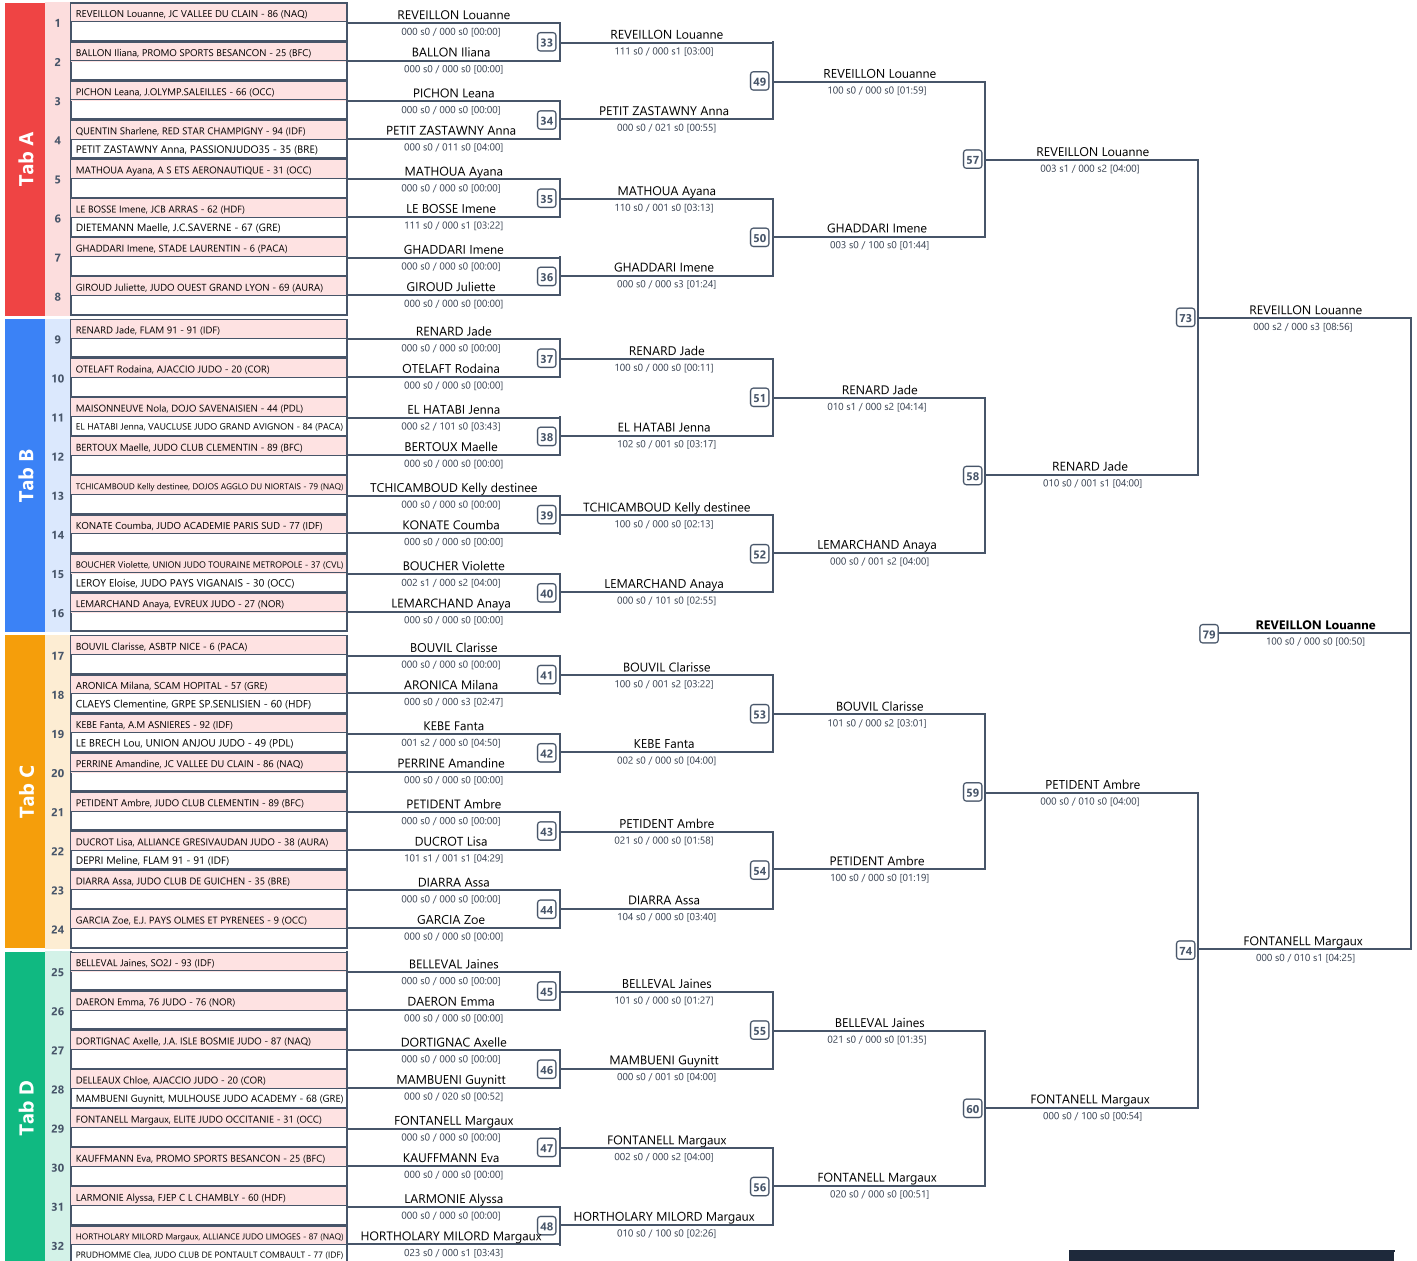 Tab A
1
REVEILLON Louanne, JC VALLEE DU CLAIN - 86 (NAQ)
2
BALLON Iliana, PROMO SPORTS BESANCON - 25 (BFC)
3
PICHON Leana, J.OLYMP.SALEILLES - 66 (OCC)
4
QUENTIN Sharlene, RED STAR CHAMPIGNY - 94 (IDF)
PETIT ZASTAWNY Anna, PASSIONJUDO35 - 35 (BRE)
5
MATHOUA Ayana, A S ETS AERONAUTIQUE - 31 (OCC)
6
LE BOSSE Imene, JCB ARRAS - 62 (HDF)
DIETEMANN Maelle, J.C.SAVERNE - 67 (GRE)
7
GHADDARI Imene, STADE LAURENTIN - 6 (PACA)
8
GIROUD Juliette, JUDO OUEST GRAND LYON - 69 (AURA)
Tab B
9
RENARD Jade, FLAM 91 - 91 (IDF)
10
OTELAFT Rodaina, AJACCIO JUDO - 20 (COR)
11
MAISONNEUVE Nola, DOJO SAVENAISIEN - 44 (PDL)
EL HATABI Jenna, VAUCLUSE JUDO GRAND AVIGNON - 84 (PACA)
12
BERTOUX Maelle, JUDO CLUB CLEMENTIN - 89 (BFC)
13
TCHICAMBOUD Kelly destinee, DOJOS AGGLO DU NIORTAIS - 79 (NAQ)
14
KONATE Coumba, JUDO ACADEMIE PARIS SUD - 77 (IDF)
15
BOUCHER Violette, UNION JUDO TOURAINE METROPOLE - 37 (CVL)
LEROY Eloise, JUDO PAYS VIGANAIS - 30 (OCC)
16
LEMARCHAND Anaya, EVREUX JUDO - 27 (NOR)
Tab C
17
BOUVIL Clarisse, ASBTP NICE - 6 (PACA)
18
ARONICA Milana, SCAM HOPITAL - 57 (GRE)
CLAEYS Clementine, GRPE SP.SENLISIEN - 60 (HDF)
19
KEBE Fanta, A.M ASNIERES - 92 (IDF)
LE BRECH Lou, UNION ANJOU JUDO - 49 (PDL)
20
PERRINE Amandine, JC VALLEE DU CLAIN - 86 (NAQ)
21
PETIDENT Ambre, JUDO CLUB CLEMENTIN - 89 (BFC)
22
DUCROT Lisa, ALLIANCE GRESIVAUDAN JUDO - 38 (AURA)
DEPRI Meline, FLAM 91 - 91 (IDF)
23
DIARRA Assa, JUDO CLUB DE GUICHEN - 35 (BRE)
24
GARCIA Zoe, E.J. PAYS OLMES ET PYRENEES - 9 (OCC)
Tab D
25
BELLEVAL Jaines, SO2J - 93 (IDF)
26
DAERON Emma, 76 JUDO - 76 (NOR)
27
DORTIGNAC Axelle, J.A. ISLE BOSMIE JUDO - 87 (NAQ)
28
DELLEAUX Chloe, AJACCIO JUDO - 20 (COR)
MAMBUENI Guynitt, MULHOUSE JUDO ACADEMY - 68 (GRE)
29
FONTANELL Margaux, ELITE JUDO OCCITANIE - 31 (OCC)
30
KAUFFMANN Eva, PROMO SPORTS BESANCON - 25 (BFC)
31
LARMONIE Alyssa, FJEP C L CHAMBLY - 60 (HDF)
32
HORTHOLARY MILORD Margaux, ALLIANCE JUDO LIMOGES - 87 (NAQ)
PRUDHOMME Clea, JUDO CLUB DE PONTAULT COMBAULT - 77 (IDF)
REVEILLON Louanne
000 s0 / 000 s0 [00:00]
33
BALLON Iliana
000 s0 / 000 s0 [00:00]
PICHON Leana
000 s0 / 000 s0 [00:00]
34
PETIT ZASTAWNY Anna
000 s0 / 011 s0 [04:00]
MATHOUA Ayana
000 s0 / 000 s0 [00:00]
35
LE BOSSE Imene
111 s0 / 000 s1 [03:22]
GHADDARI Imene
000 s0 / 000 s0 [00:00]
36
GIROUD Juliette
000 s0 / 000 s0 [00:00]
RENARD Jade
000 s0 / 000 s0 [00:00]
37
OTELAFT Rodaina
000 s0 / 000 s0 [00:00]
EL HATABI Jenna
000 s2 / 101 s0 [03:43]
38
BERTOUX Maelle
000 s0 / 000 s0 [00:00]
TCHICAMBOUD Kelly destinee
000 s0 / 000 s0 [00:00]
39
KONATE Coumba
000 s0 / 000 s0 [00:00]
BOUCHER Violette
002 s1 / 000 s2 [04:00]
40
LEMARCHAND Anaya
000 s0 / 000 s0 [00:00]
BOUVIL Clarisse
000 s0 / 000 s0 [00:00]
41
ARONICA Milana
000 s0 / 000 s3 [02:47]
KEBE Fanta
001 s2 / 000 s0 [04:50]
42
PERRINE Amandine
000 s0 / 000 s0 [00:00]
PETIDENT Ambre
000 s0 / 000 s0 [00:00]
43
DUCROT Lisa
101 s1 / 001 s1 [04:29]
DIARRA Assa
000 s0 / 000 s0 [00:00]
44
GARCIA Zoe
000 s0 / 000 s0 [00:00]
BELLEVAL Jaines
000 s0 / 000 s0 [00:00]
45
DAERON Emma
000 s0 / 000 s0 [00:00]
DORTIGNAC Axelle
000 s0 / 000 s0 [00:00]
46
MAMBUENI Guynitt
000 s0 / 020 s0 [00:52]
FONTANELL Margaux
000 s0 / 000 s0 [00:00]
47
KAUFFMANN Eva
000 s0 / 000 s0 [00:00]
LARMONIE Alyssa
000 s0 / 000 s0 [00:00]
48
HORTHOLARY MILORD Margaux
023 s0 / 000 s1 [03:43]
REVEILLON Louanne
111 s0 / 000 s1 [03:00]
49
PETIT ZASTAWNY Anna
000 s0 / 021 s0 [00:55]
MATHOUA Ayana
110 s0 / 001 s0 [03:13]
50
GHADDARI Imene
000 s0 / 000 s3 [01:24]
RENARD Jade
100 s0 / 000 s0 [00:11]
51
EL HATABI Jenna
102 s0 / 001 s0 [03:17]
TCHICAMBOUD Kelly destinee
100 s0 / 000 s0 [02:13]
52
LEMARCHAND Anaya
000 s0 / 101 s0 [02:55]
BOUVIL Clarisse
100 s0 / 001 s2 [03:22]
53
KEBE Fanta
002 s0 / 000 s0 [04:00]
PETIDENT Ambre
021 s0 / 000 s0 [01:58]
54
DIARRA Assa
104 s0 / 000 s0 [03:40]
BELLEVAL Jaines
101 s0 / 000 s0 [01:27]
55
MAMBUENI Guynitt
000 s0 / 001 s0 [04:00]
FONTANELL Margaux
002 s0 / 000 s2 [04:00]
56
HORTHOLARY MILORD Margaux
010 s0 / 100 s0 [02:26]
REVEILLON Louanne
100 s0 / 000 s0 [01:59]
57
GHADDARI Imene
003 s0 / 100 s0 [01:44]
RENARD Jade
010 s1 / 000 s2 [04:14]
58
LEMARCHAND Anaya
000 s0 / 001 s2 [04:00]
BOUVIL Clarisse
101 s0 / 000 s2 [03:01]
59
PETIDENT Ambre
100 s0 / 000 s0 [01:19]
BELLEVAL Jaines
021 s0 / 000 s0 [01:35]
60
FONTANELL Margaux
020 s0 / 000 s0 [00:51]
REVEILLON Louanne
003 s1 / 000 s2 [04:00]
73
RENARD Jade
010 s0 / 001 s1 [04:00]
PETIDENT Ambre
000 s0 / 010 s0 [04:00]
74
FONTANELL Margaux
000 s0 / 100 s0 [00:54]
REVEILLON Louanne
000 s2 / 000 s3 [08:56]
79
REVEILLON Louanne
100 s0 / 000 s0 [00:50]
FONTANELL Margaux
000 s0 / 010 s1 [04:25]